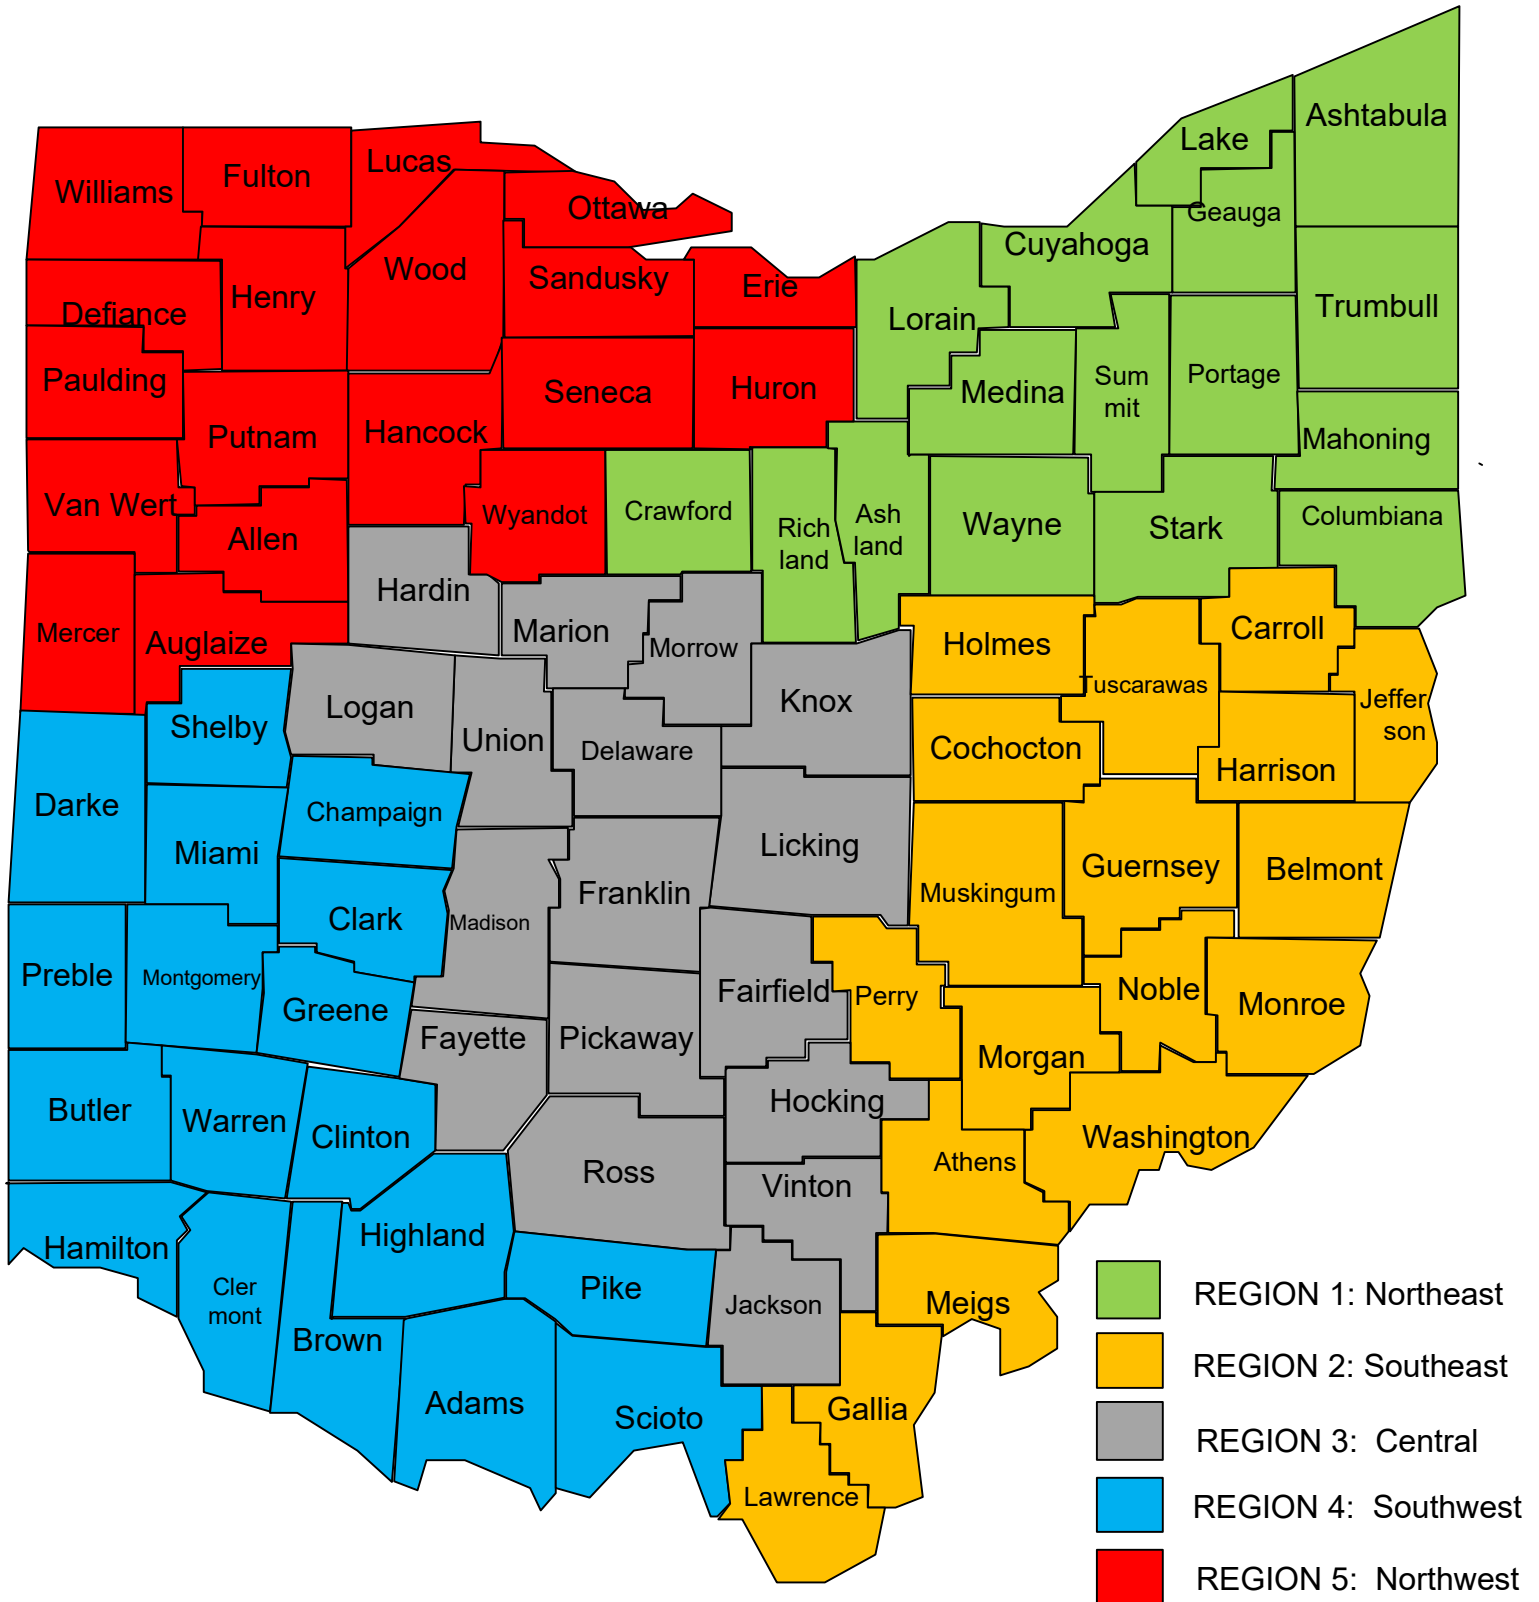 Ashtabula
Lake
Lucas
Fulton
Williams
Ottawa
Geauga
Cuyahoga
Wood
Sandusky
Erie
Henry
Defiance
Lorain
Trumbull
Paulding
Seneca
Huron
Medina
Sum
mit
Portage
Putnam
Hancock
Mahoning
Van Wert
Allen
Wyandot
Crawford
Rich
land
Ash
land
Wayne
Stark
Columbiana
Hardin
Mercer
Auglaize
Marion
Morrow
Holmes
Carroll
Tuscarawas
Knox
Logan
Shelby
Union
Delaware
Cochocton
Jeffer
son
Harrison
Darke
Champaign
Miami
Licking
Guernsey
Belmont
Franklin
Muskingum
Clark
Madison
Preble
Montgomery
Greene
Fairfield
Perry
Noble
Monroe
Fayette
Pickaway
Morgan
Butler
Warren
Clinton
Hocking
Washington
Ross
Vinton
Athens
Hamilton
Highland
Cler
mont
Pike
Jackson
Meigs
Brown
Adams
Scioto
Gallia
Lawrence
REGION 1: Northeast
REGION 2: Southeast
REGION 3: Central
REGION 4: Southwest
REGION 5: Northwest